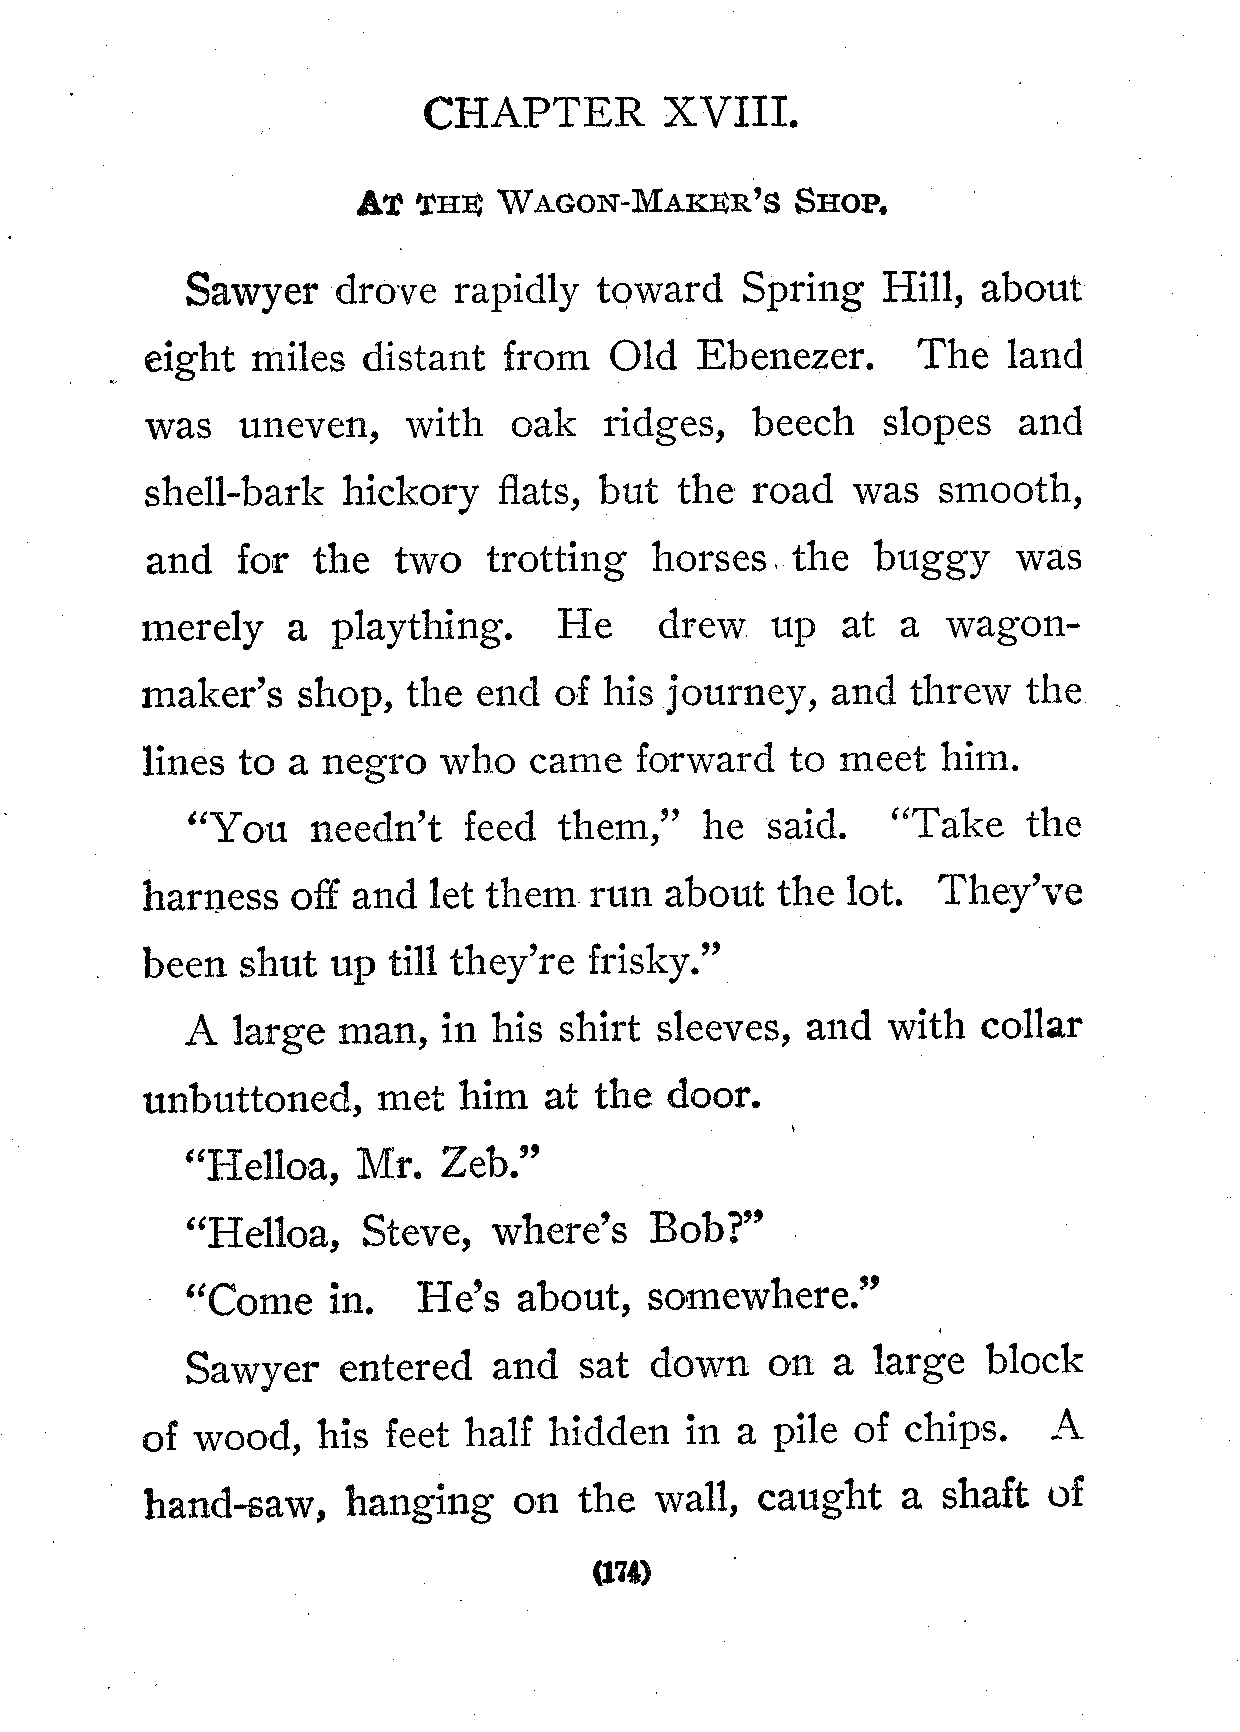 CHAPTER XVIII.
At the Wagon-Maker's Shop.
Sawyer drove rapidly toward Spring Hill, about
eight miles distant from Old Ebenezer. The land
was uneven, with oak ridges, beech slopes and
shell-bark hickory flats, but the road was smooth,
and for the two trotting horses the buggy was
merely a plaything. He drew up at a wagon-
maker's shop, the end of his journey, and threw the
lines to a negro who came forward to meet him.
"You needn't feed them," he said. "Take the
harness off and let them run about the lot. They've
been shut up till they're frisky."
A large man, in his shirt sleeves, and with collar
unbuttoned, met him at the door.
"Helloa, Mr. Zeb."
"Helloa, Steve, where's Bob?"
"Come in. He's about, somewhere."
Sawyer entered and sat down on a large block
of wood, his feet half hidden in a pile of chips. A
hand-saw, hanging on the wall, caught a shaft of
(174)